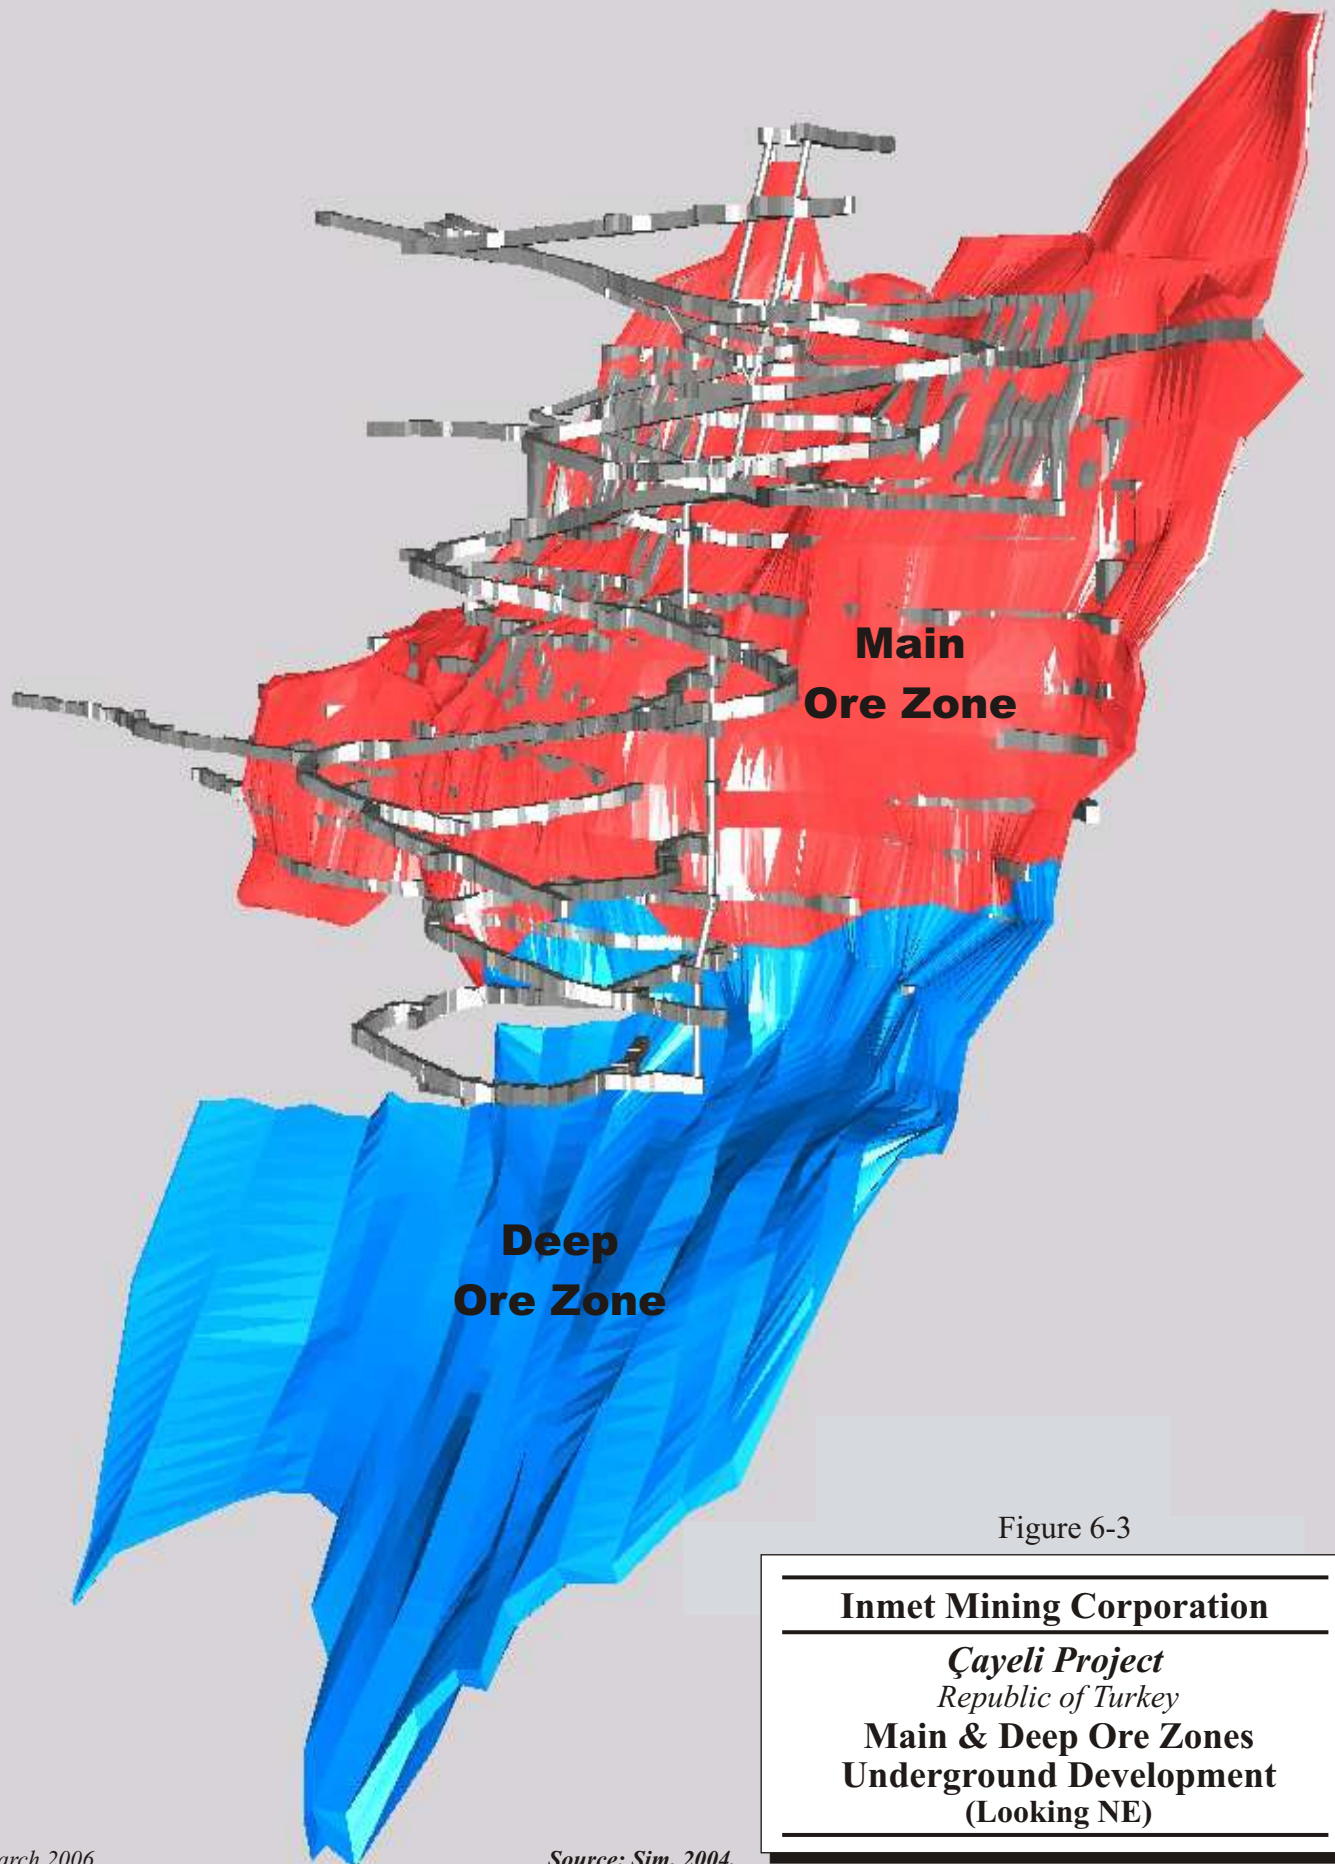 Main
Ore Zone
Deep
Ore Zone
Figure 6-3
Inmet Mining Corporation
Çayeli Project
Republic of Turkey
Main & Deep Ore Zones
Underground Development
(Looking NE)
2006
Source: Sim, 2004.